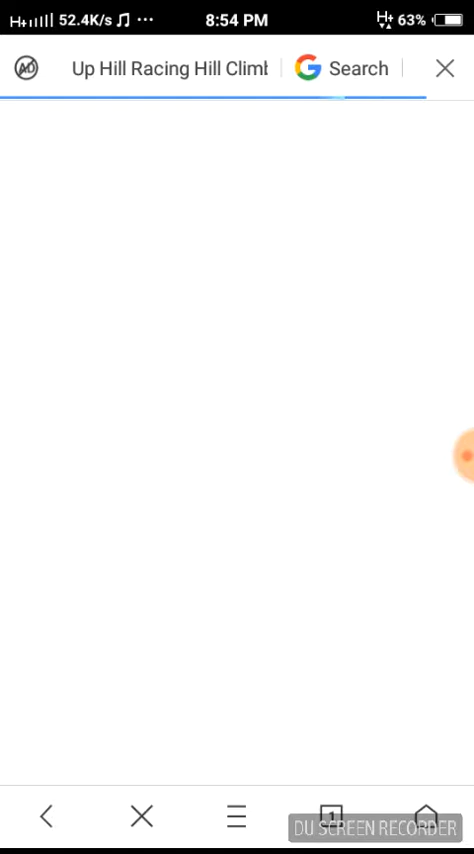 H+ 52.4K/s ... 8:54 PM H+ 63%
AD Up Hill Racing Hill Climb G Search
1
DU SCREEN RECORDER